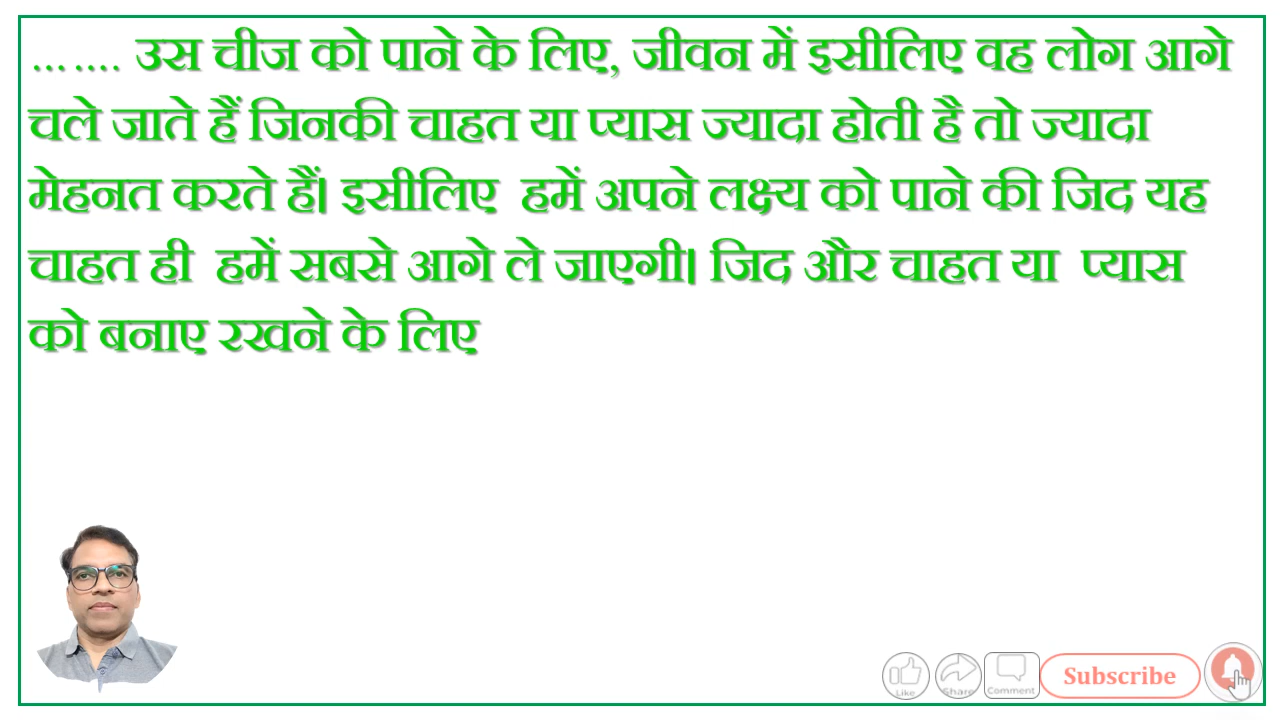 ....... उस चीज को पाने के लिए, जीवन में इसीलिए वह लोग आगे
चले जाते हैं जिनकी चाहत या प्यास ज्यादा होती है तो ज्यादा
मेहनत करते हैं| इसीलिए हमें अपने लक्ष्य को पाने की जिद यह
चाहत ही हमें सबसे आगे ले जाएगी| जिद और चाहत या प्यास
को बनाए रखने के लिए
Like Share Comment Subscribe